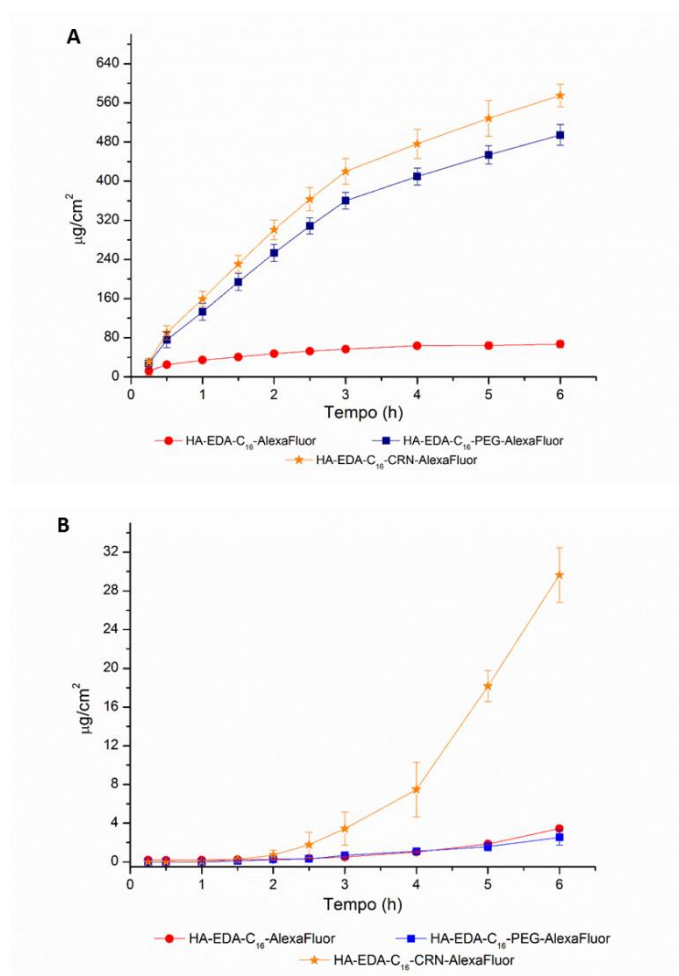 A
640
560
480
400
320
240
160
80
0
µg/cm²
0 1 2 3 4 5 6
Tempo (h)
HA-EDA-C₁₆-AlexaFluor HA-EDA-C₁₆-PEG-AlexaFluor
HA-EDA-C₁₆-CRN-AlexaFluor
B
32
28
24
20
16
12
8
4
0
µg/cm²
0 1 2 3 4 5 6
Tempo (h)
HA-EDA-C₁₆-AlexaFluor HA-EDA-C₁₆-PEG-AlexaFluor
HA-EDA-C₁₆-CRN-AlexaFluor